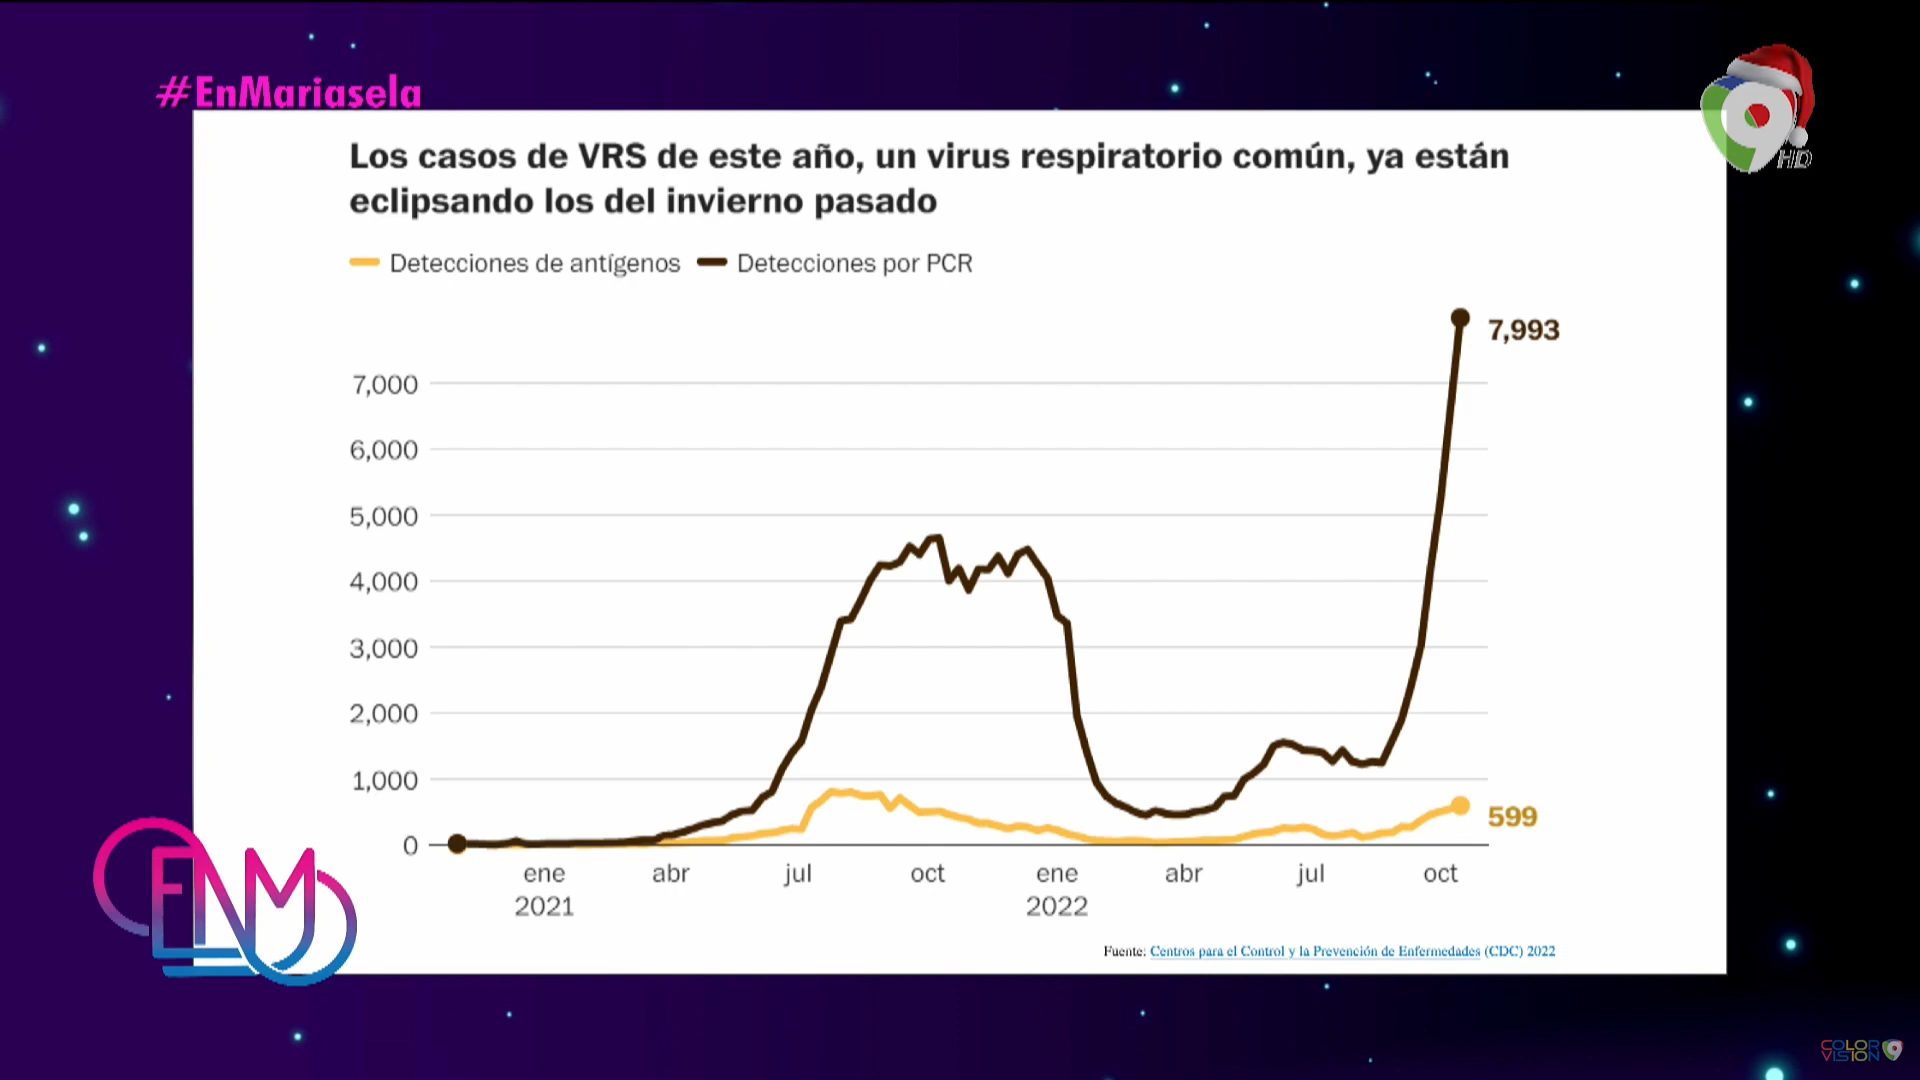 #EnMariasela
HD
Los casos de VRS de este año, un virus respiratorio común, ya están
eclipsando los del invierno pasado
Detecciones de antígenos Detecciones por PCR
7,993
7,000
6,000
5,000
4,000
3,000
2,000
1,000
599
0
ene abr jul oct ene abr jul oct
2021 2022
Fuente: Centros para el Control y la Prevención de Enfermedades (CDC) 2022
ENM
COLOR
VISION 9